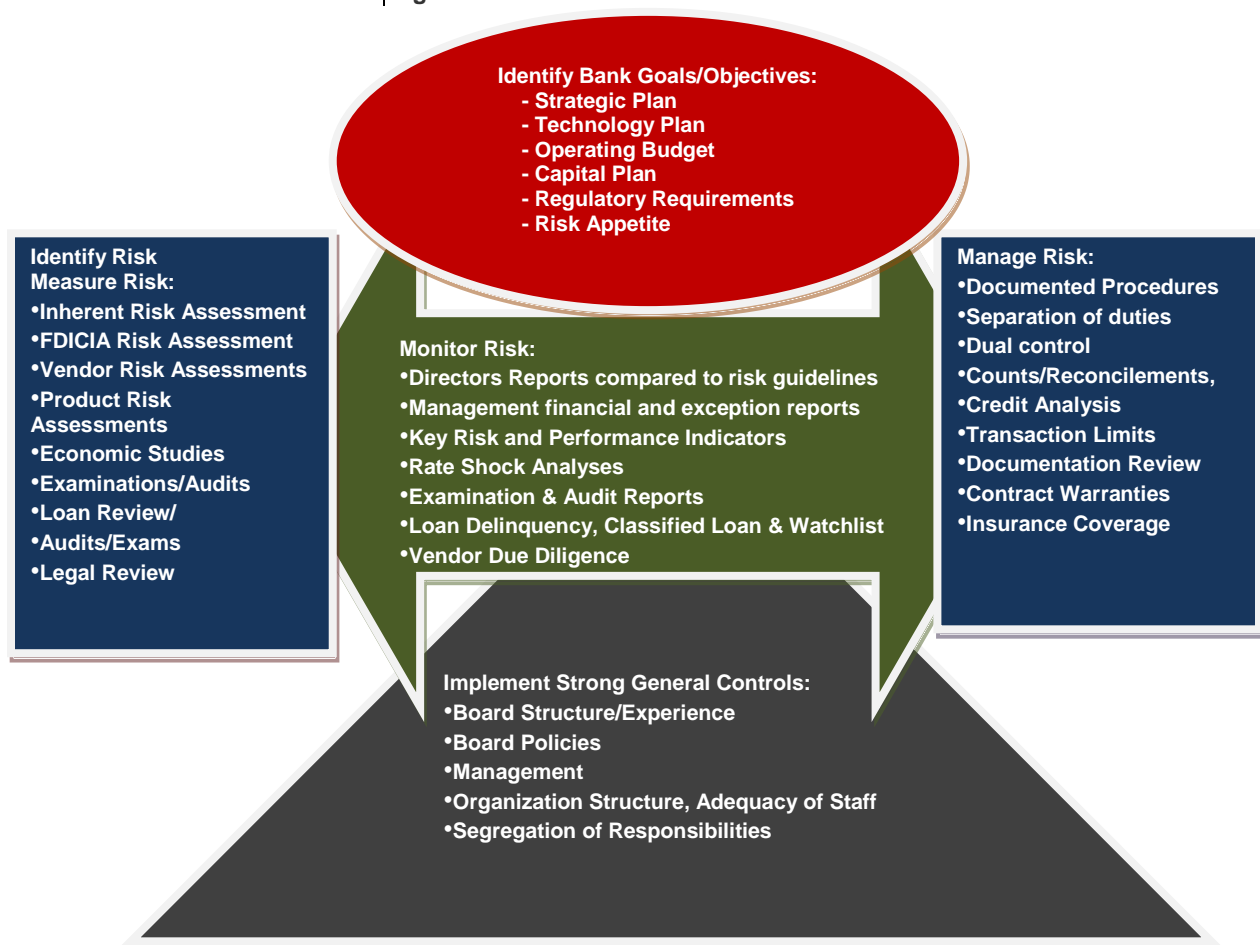 Identify Bank Goals/Objectives:
- Strategic Plan
- Technology Plan
- Operating Budget
- Capital Plan
- Regulatory Requirements
- Risk Appetite
Identify Risk
Measure Risk:
•Inherent Risk Assessment
•FDICIA Risk Assessment
•Vendor Risk Assessments
•Product Risk
Assessments
•Economic Studies
•Examinations/Audits
•Loan Review/
•Audits/Exams
•Legal Review
Monitor Risk:
•Directors Reports compared to risk guidelines
•Management financial and exception reports
•Key Risk and Performance Indicators
•Rate Shock Analyses
•Examination & Audit Reports
•Loan Delinquency, Classified Loan & Watchlist
•Vendor Due Diligence
Manage Risk:
•Documented Procedures
•Separation of duties
•Dual control
•Counts/Reconcilements,
•Credit Analysis
•Transaction Limits
•Documentation Review
•Contract Warranties
•Insurance Coverage
Implement Strong General Controls:
•Board Structure/Experience
•Board Policies
•Management
•Organization Structure, Adequacy of Staff
•Segregation of Responsibilities